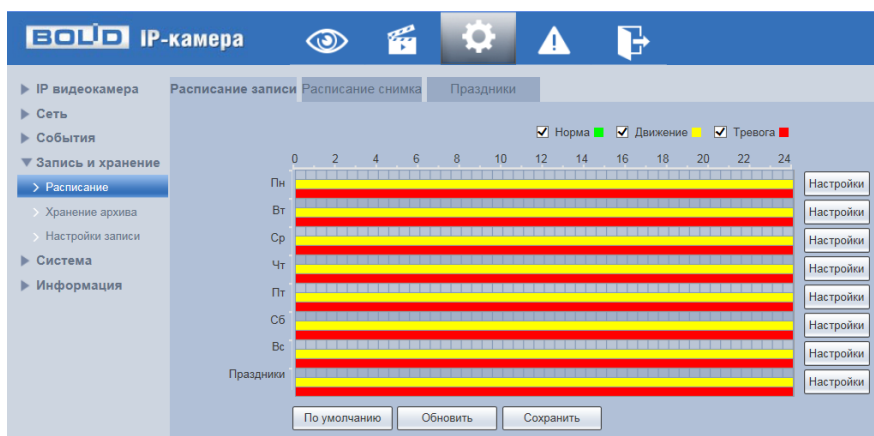 BOLID IP-камера
IP видеокамера
Сеть
События
Запись и хранение
Расписание
Хранение архива
Настройки записи
Система
Информация
Расписание записи Расписание снимка Праздники
Норма Движение Тревога
0 2 4 6 8 10 12 14 16 18 20 22 24
Пн Настройки
Вт Настройки
Ср Настройки
Чт Настройки
Пт Настройки
Сб Настройки
Вс Настройки
Праздники Настройки
По умолчанию Обновить Сохранить